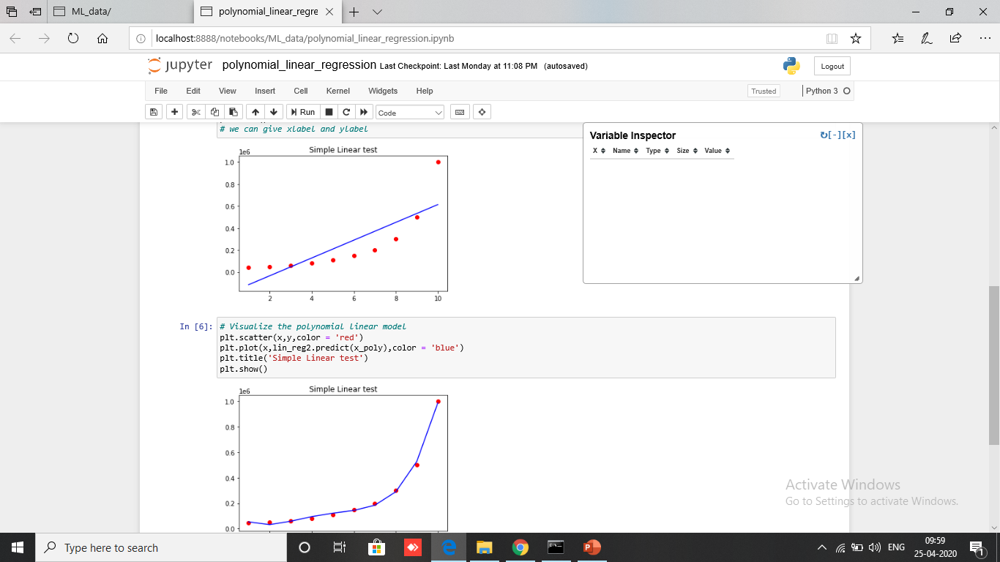 ML_data/
polynomial_linear_regre
localhost:8888/notebooks/ML_data/polynomial_linear_regression.ipynb
jupyter polynomial_linear_regression Last Checkpoint: Last Monday at 11:08 PM (autosaved)
Logout
File Edit View Insert Cell Kernel Widgets Help
Trusted
Python 3
Run
Code
# we can give xlabel and ylabel
Variable Inspector
[-][x]
X Name Type Size Value
Simple Linear test
1e6
1.0
0.8
0.6
0.4
0.2
0.0
2 4 6 8 10
In [6]:
# Visualize the polynomial linear model
plt.scatter(x,y,color = 'red')
plt.plot(x,lin_reg2.predict(x_poly),color = 'blue')
plt.title('Simple Linear test')
plt.show()
Simple Linear test
1e6
1.0
0.8
0.6
0.4
0.2
0.0
Activate Windows
Go to Settings to activate Windows.
Type here to search
ENG
09:59
25-04-2020
1